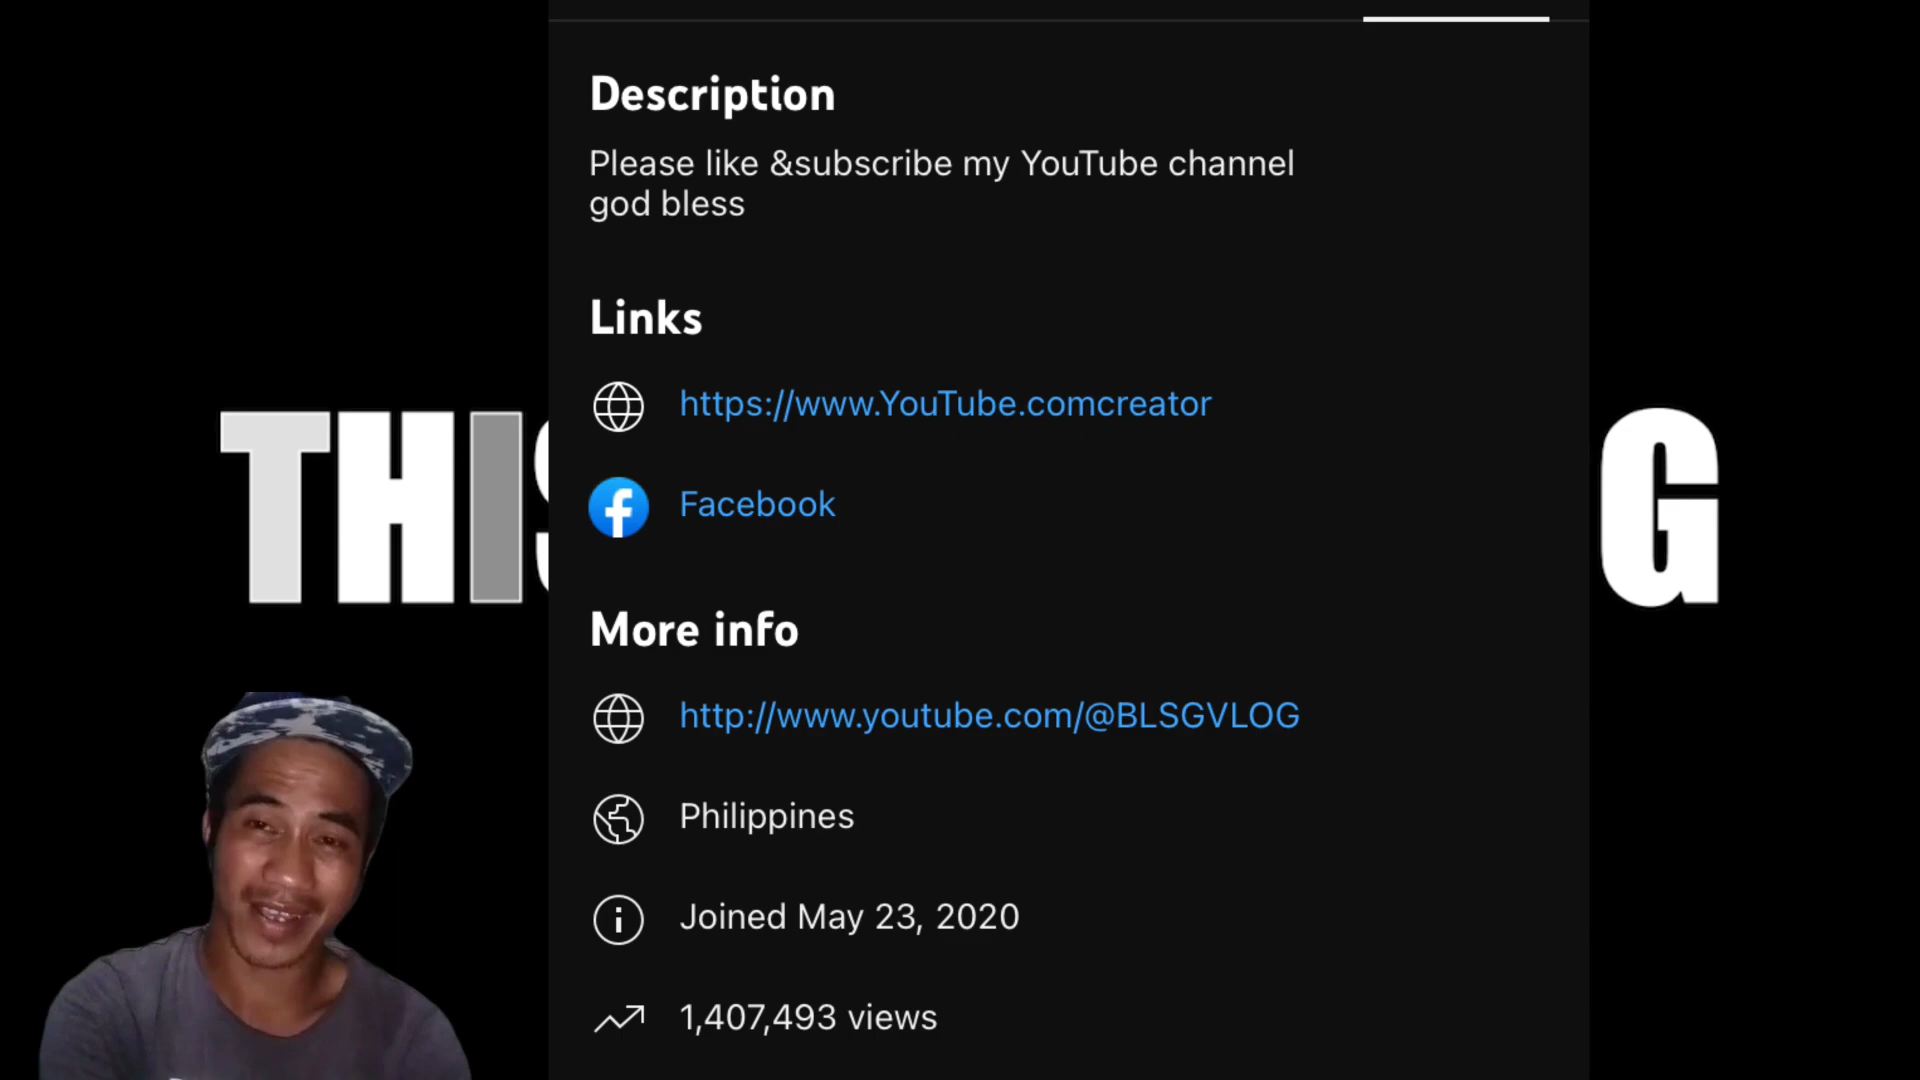 Description
Please like &subscribe my YouTube channel
god bless
Links
https://www.YouTube.comcreator
Facebook
THIS
G
More info
http://www.youtube.com/@BLSGVLOG
Philippines
Joined May 23, 2020
1,407,493 views